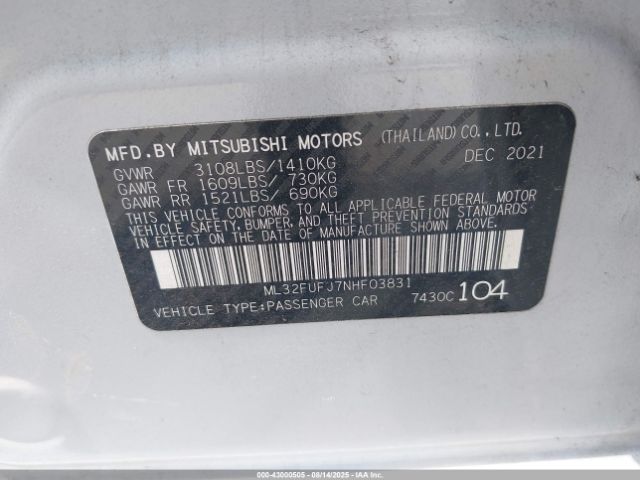 MFD.BY MITSUBISHI MOTORS (THAILAND) CO., LTD.
GVWR 3108LBS/1410KG DEC 2021
GAWR FR 1609LBS/ 730KG
GAWR RR 1521LBS/ 690KG
THIS VEHICLE CONFORMS TO ALL APPLICABLE FEDERAL MOTOR
VEHICLE SAFETY, BUMPER, AND THEFT PREVENTION STANDARDS
IN EFFECT ON THE DATE OF MANUFACTURE SHOWN ABOVE.
ML32FUFJ7NHF03831
VEHICLE TYPE:PASSENGER CAR 7430C 104
000-43000505 - 08/14/2025 - IAAI.COM